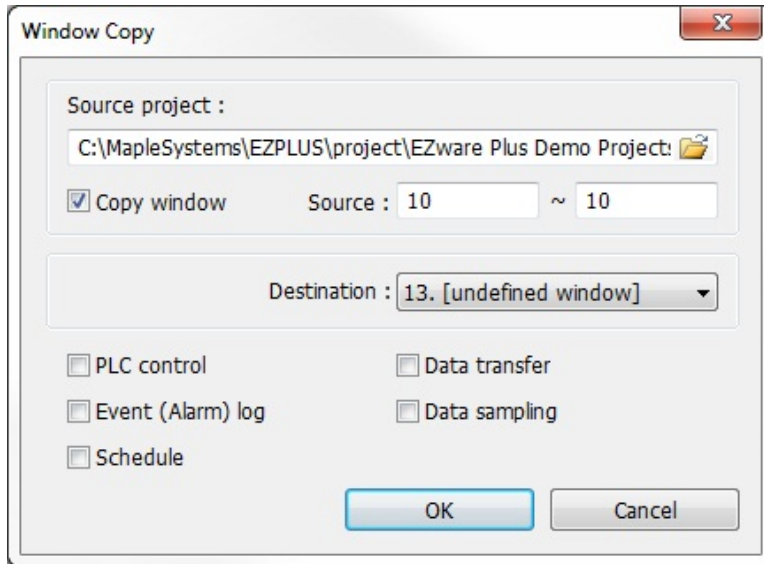 Window Copy
Source project :
C:\MapleSystems\EZPLUS\project\EZware Plus Demo Projects
Copy window Source : 10 ~ 10
Destination : 13. [undefined window]
PLC control Data transfer
Event (Alarm) log Data sampling
Schedule
OK Cancel